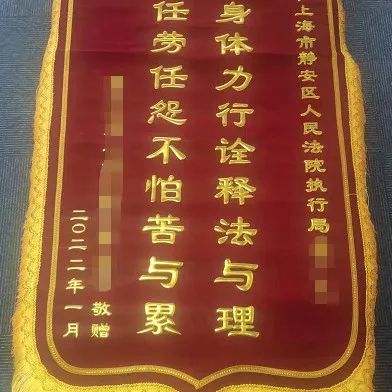 上海市静安区人民法院执行局
身体力行诠释法与理
任劳任怨不怕苦与累
敬赠
二〇二二年一月